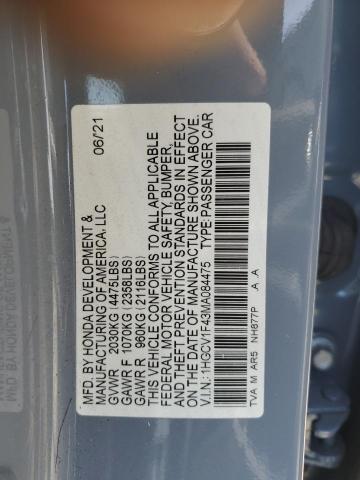 MFD. BY HONDA DEVELOPMENT &
MANUFACTURING OF AMERICA, LLC 06/21
GVWR 2030KG (4475LBS)
GAWR F 1070KG (2358LBS)
GAWR R 960KG (2116LBS)
THIS VEHICLE CONFORMS TO ALL APPLICABLE
FEDERAL MOTOR VEHICLE SAFETY, BUMPER,
AND THEFT PREVENTION STANDARDS IN EFFECT
ON THE DATE OF MANUFACTURE SHOWN ABOVE.
V.I.N.: 1HGCV1F43MA084475 TYPE: PASSENGER CAR
TVA M AR5 NH877P A A